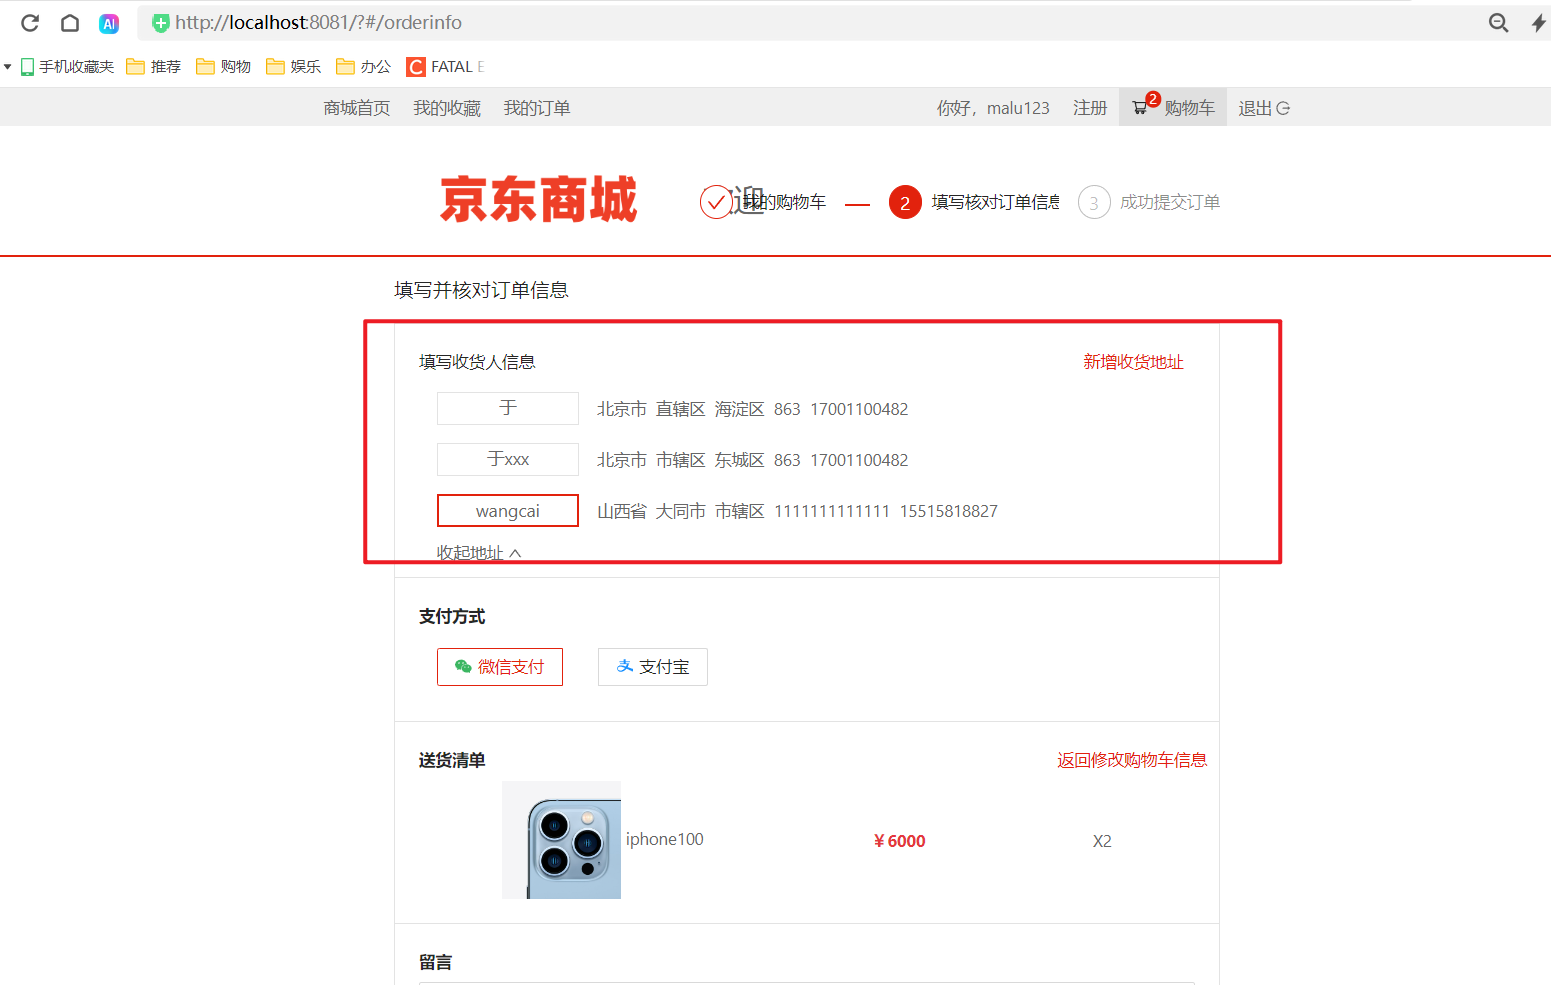 AI http://localhost:8081/?#/orderinfo
手机收藏夹 推荐 购物 娱乐 办公 C FATAL E
商城首页 我的收藏 我的订单 你好，malu123 注册 2 购物车 退出
京东商城 迎 我的购物车 2 填写核对订单信息 3 成功提交订单
填写并核对订单信息
填写收货人信息 新增收货地址
于 北京市 直辖区 海淀区 863 17001100482
于xxx 北京市 市辖区 东城区 863 17001100482
wangcai 山西省 大同市 市辖区 1111111111111 15515818827
收起地址
支付方式
微信支付 支付宝
送货清单 返回修改购物车信息
iphone100 ￥6000 X2
留言